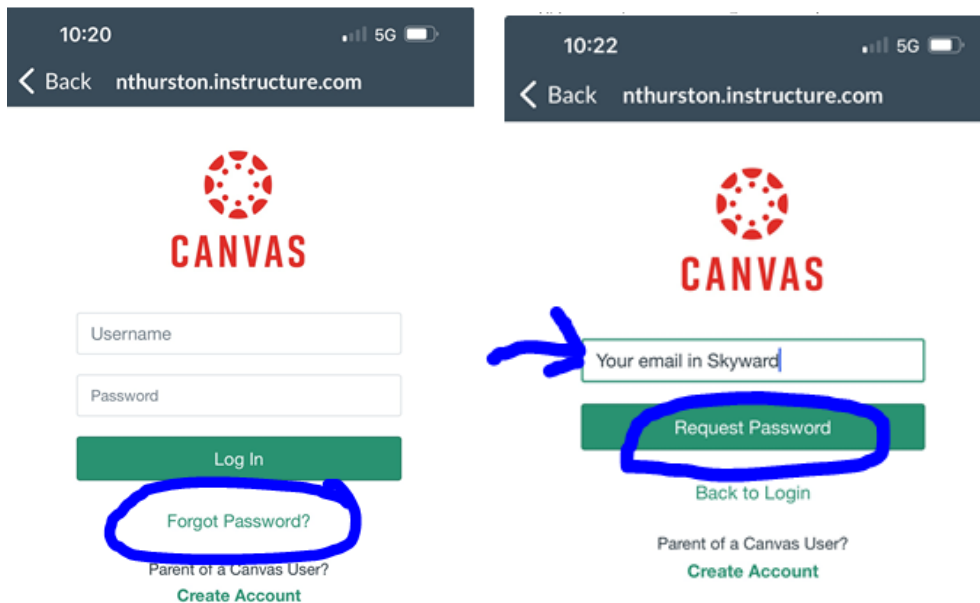 10:20 5G
Back nthurston.instructure.com
CANVAS
Username
Password
Log In
Forgot Password?
Parent of a Canvas User?
Create Account
10:22 5G
Back nthurston.instructure.com
CANVAS
Your email in Skyward
Request Password
Back to Login
Parent of a Canvas User?
Create Account